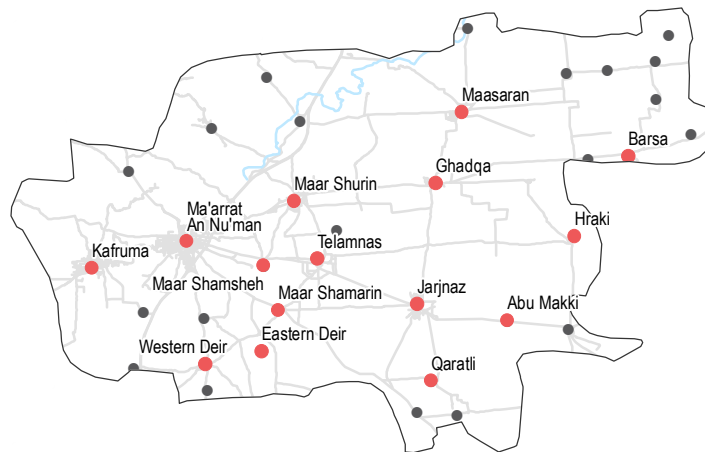 Maasaran
Barsa
Ghadqa
Maar Shurin
Ma'arrat
An Nu'man
Hraki
Kafruma
Telamnas
Maar Shamsheh
Maar Shamarin
Jarjnaz
Abu Makki
Eastern Deir
Western Deir
Qaratli